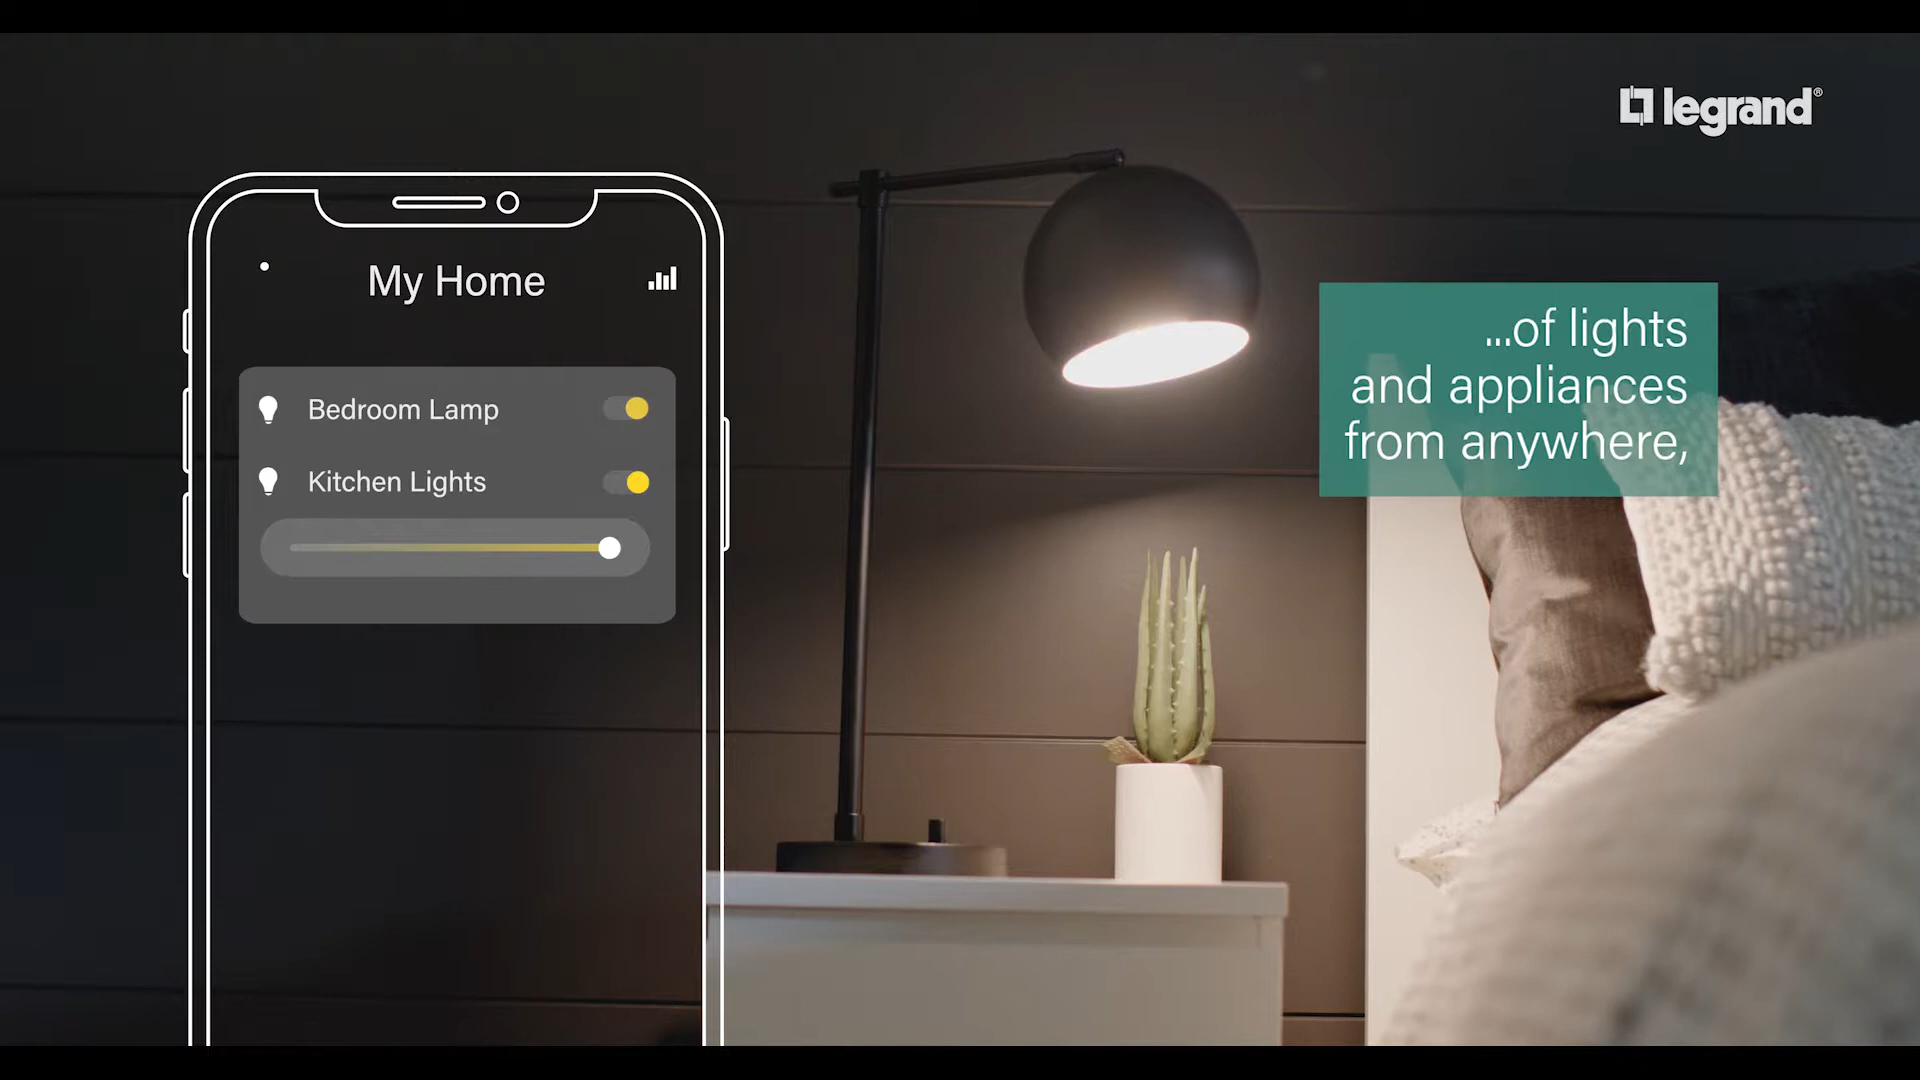 legrand®
My Home
Bedroom Lamp
Kitchen Lights
...of lights
and appliances
from anywhere,